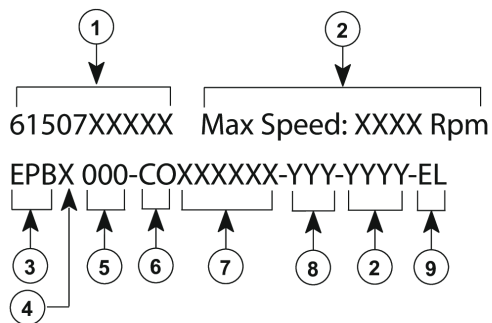 1 2
61507XXXXX Max Speed: XXXX Rpm
EPBX 000-COXXXXXX-YYY-YYYY-EL
3 5 6 7 8 2 9
4